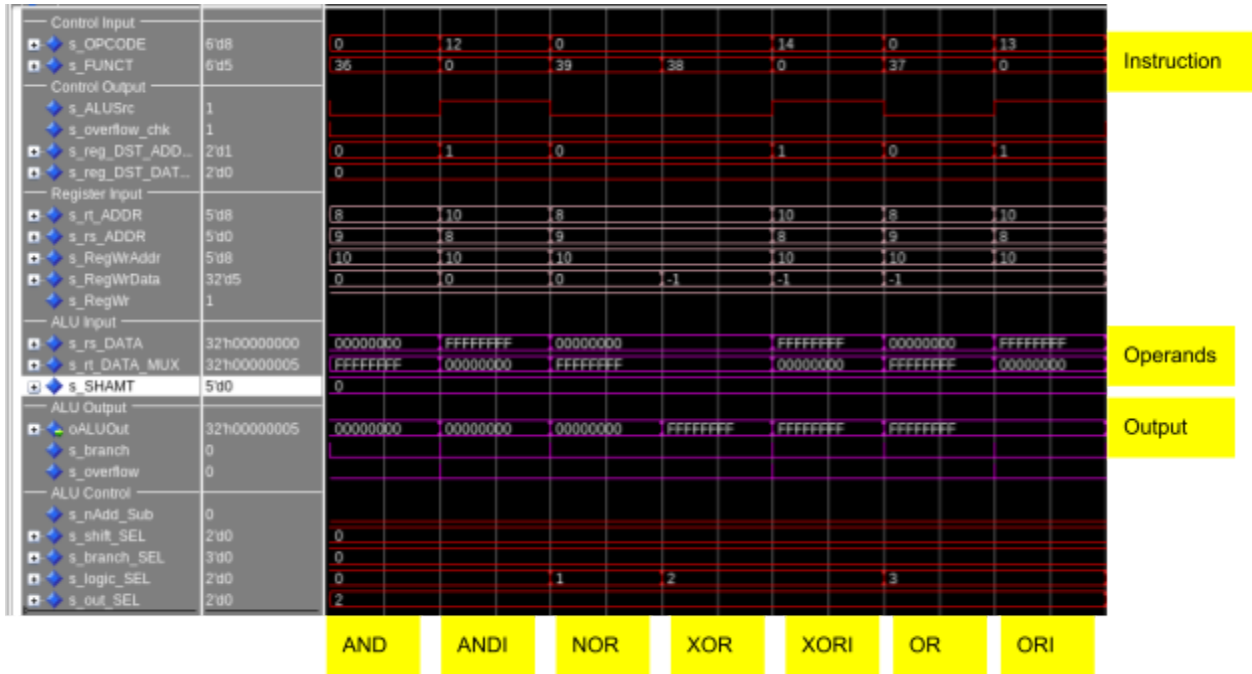 Control Input
s_OPCODE 6'd8 0 12 0 14 0 13
s_FUNCT 6'd5 36 0 39 38 0 37 0
Instruction
Control Output
s_ALUSrc 1
s_overflow_chk 1
s_reg_DST_ADD... 2'd1 0 1 0 1 0 1
s_reg_DST_DAT... 2'd0 0
Register Input
s_rt_ADDR 5'd8 8 10 8 10 8 10
s_rs_ADDR 5'd0 9 8 9 8 9 8
s_RegWrAddr 5'd8 10 10 10 10 10 10
s_RegWrData 32'd5 0 0 0 -1 -1 -1
s_RegWr 1
ALU Input
s_rs_DATA 32'h00000000 00000000 FFFFFFFF 00000000 FFFFFFFF 00000000 FFFFFFFF
s_rt_DATA_MUX 32'h00000005 FFFFFFFF 00000000 FFFFFFFF 00000000 FFFFFFFF 00000000
Operands
s_SHAMT 5'd0 0
ALU Output
oALUOut 32'h00000005 00000000 00000000 00000000 FFFFFFFF FFFFFFFF FFFFFFFF
Output
s_branch 0
s_overflow 0
ALU Control
s_nAdd_Sub 0
s_shift_SEL 2'd0 0
s_branch_SEL 3'd0 0
s_logic_SEL 2'd0 0 1 2 3
s_out_SEL 2'd0 2
AND ANDI NOR XOR XORI OR ORI